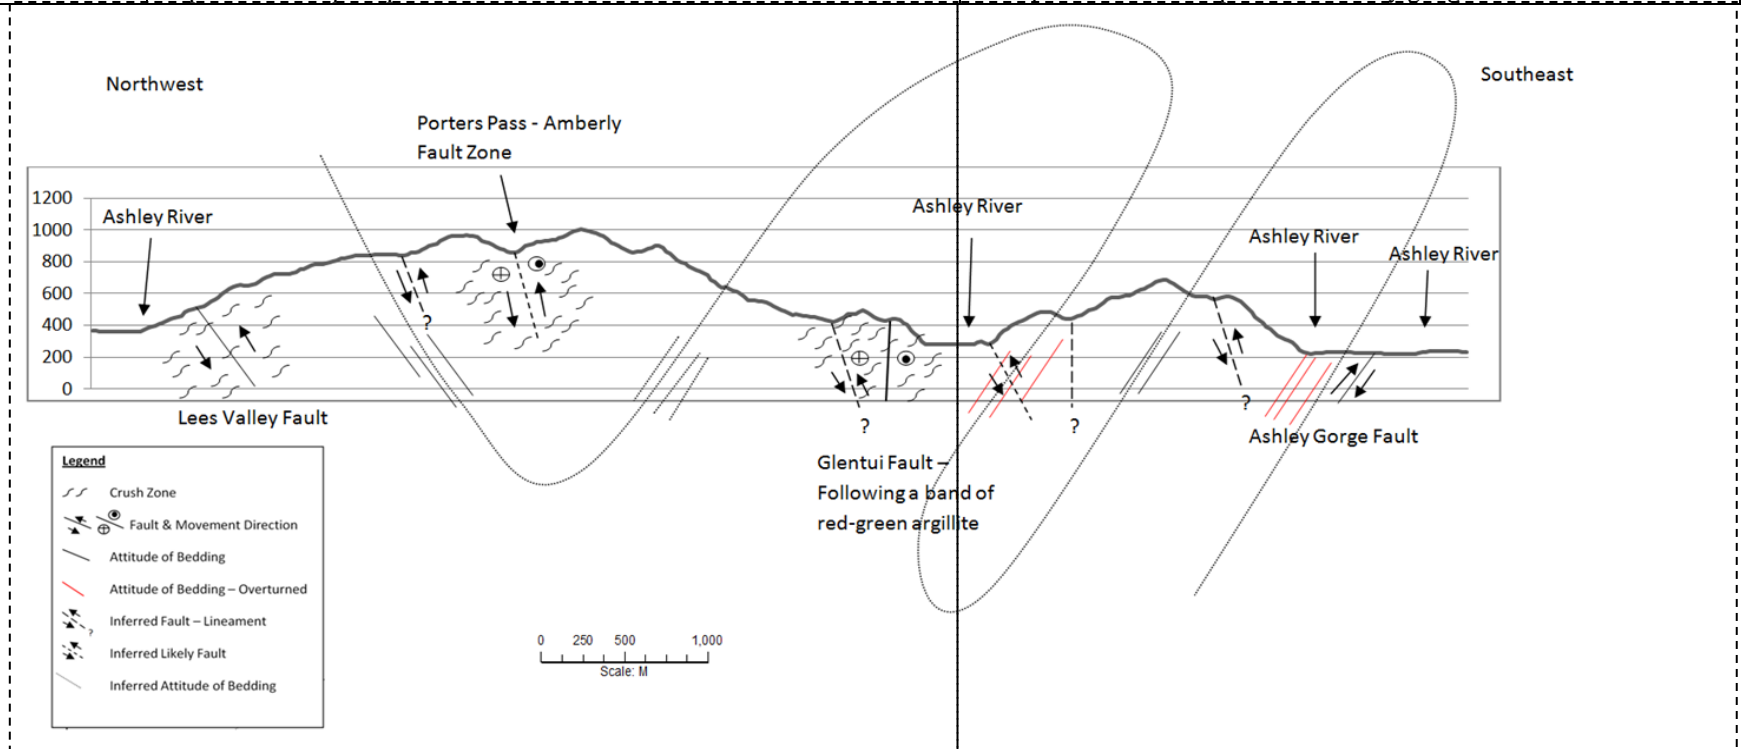 Northwest
Southeast
Porters Pass - Amberly
Fault Zone
1200
1000
800
600
400
200
0
Ashley River
Ashley River
Ashley River
Ashley River
?
?
?
?
Lees Valley Fault
Glentui Fault –
Following a band of
red-green argillite
Ashley Gorge Fault
Legend
Crush Zone
Fault & Movement Direction
Attitude of Bedding
Attitude of Bedding – Overturned
Inferred Fault – Lineament
?
Inferred Likely Fault
Inferred Attitude of Bedding
0 250 500 1,000
Scale: M